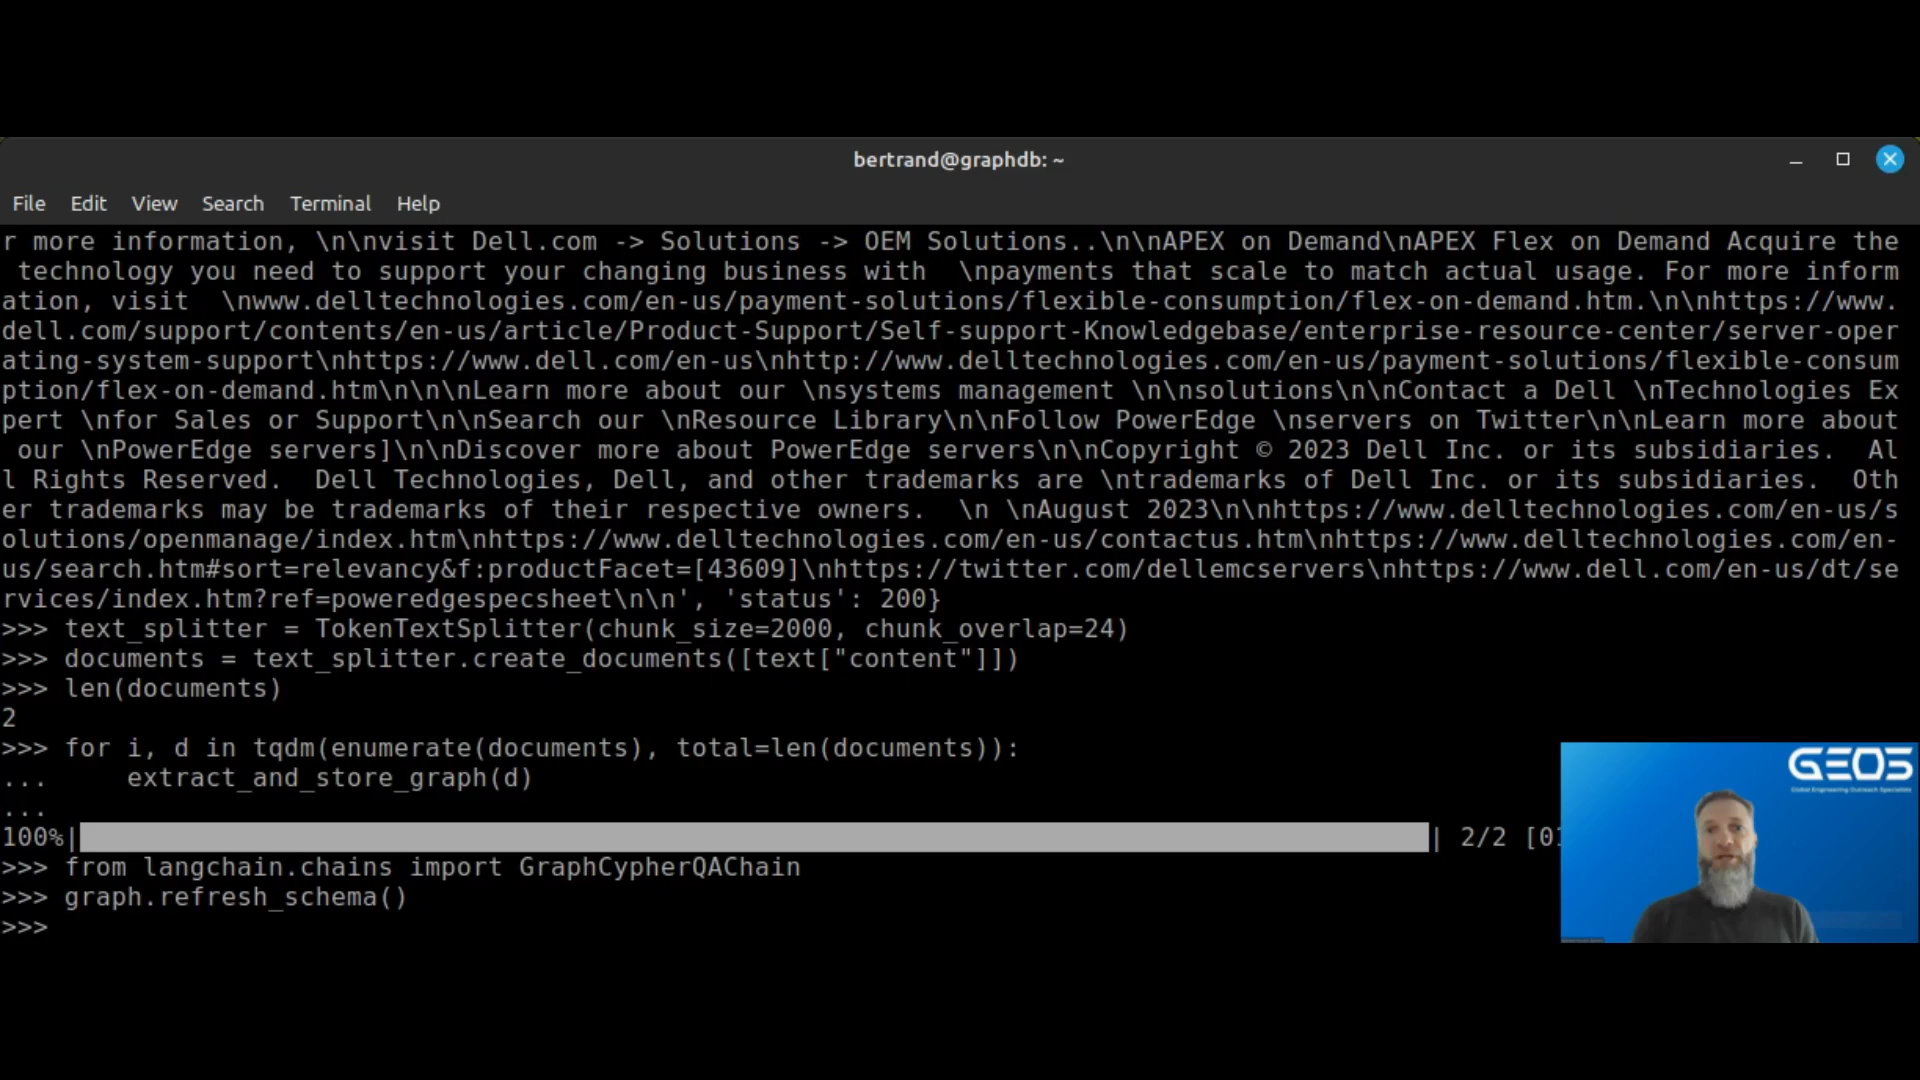 bertrand@graphdb: ~
File Edit View Search Terminal Help
r more information, \n\nvisit Dell.com -> Solutions -> OEM Solutions..\n\nAPEX on Demand\nAPEX Flex on Demand Acquire the
 technology you need to support your changing business with  \npayments that scale to match actual usage. For more inform
ation, visit  \nwww.delltechnologies.com/en-us/payment-solutions/flexible-consumption/flex-on-demand.htm.\n\nhttps://www.
dell.com/support/contents/en-us/article/Product-Support/Self-support-Knowledgebase/enterprise-resource-center/server-oper
ating-system-support\nhttps://www.dell.com/en-us\nhttp://www.delltechnologies.com/en-us/payment-solutions/flexible-consum
ption/flex-on-demand.htm\n\n\nLearn more about our \nsystems management \n\nsolutions\n\nContact a Dell \nTechnologies Ex
pert \nfor Sales or Support\n\nSearch our \nResource Library\n\nFollow PowerEdge \nservers on Twitter\n\nLearn more about
 our \nPowerEdge servers]\n\nDiscover more about PowerEdge servers\n\nCopyright © 2023 Dell Inc. or its subsidiaries.  Al
l Rights Reserved.  Dell Technologies, Dell, and other trademarks are \ntrademarks of Dell Inc. or its subsidiaries.  Oth
er trademarks may be trademarks of their respective owners.  \n \nAugust 2023\n\nhttps://www.delltechnologies.com/en-us/s
olutions/openmanage/index.htm\nhttps://www.delltechnologies.com/en-us/contactus.htm\nhttps://www.delltechnologies.com/en-
us/search.htm#sort=relevancy&f:productFacet=[43609]\nhttps://twitter.com/dellemcservers\nhttps://www.dell.com/en-us/dt/se
rvices/index.htm?ref=poweredgespecsheet\n\n', 'status': 200}
>>> text_splitter = TokenTextSplitter(chunk_size=2000, chunk_overlap=24)
>>> documents = text_splitter.create_documents([text["content"]])
>>> len(documents)
2
>>> for i, d in tqdm(enumerate(documents), total=len(documents)):
...     extract_and_store_graph(d)
...
100%| | 2/2 [01
>>> from langchain.chains import GraphCypherQAChain
>>> graph.refresh_schema()
>>>
GEOS
Global Engineering Outreach Specialists